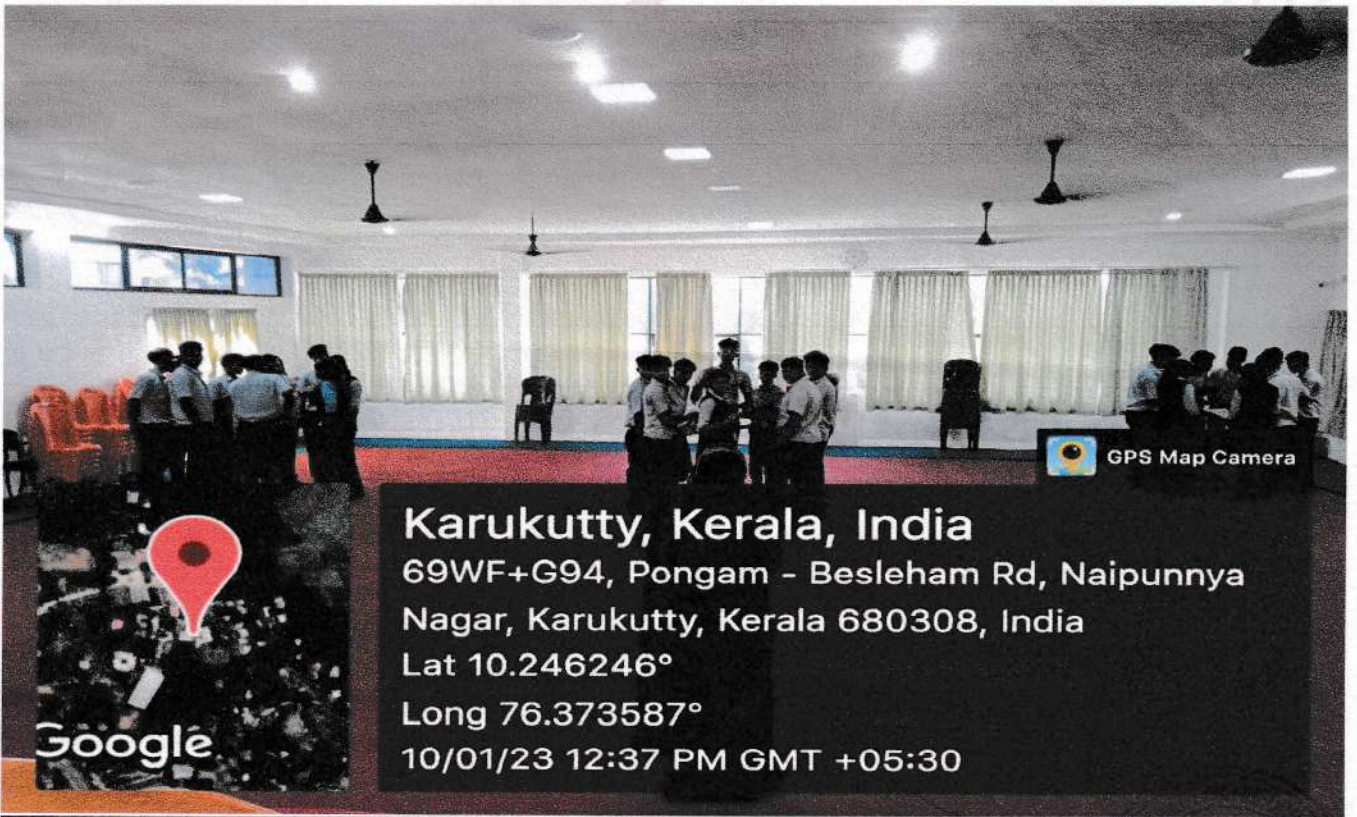 GPS Map Camera
Karukutty, Kerala, India
69WF+G94, Pongam - Besleham Rd, Naipunnya
Nagar, Karukutty, Kerala 680308, India
Lat 10.246246°
Long 76.373587°
10/01/23 12:37 PM GMT +05:30
Google